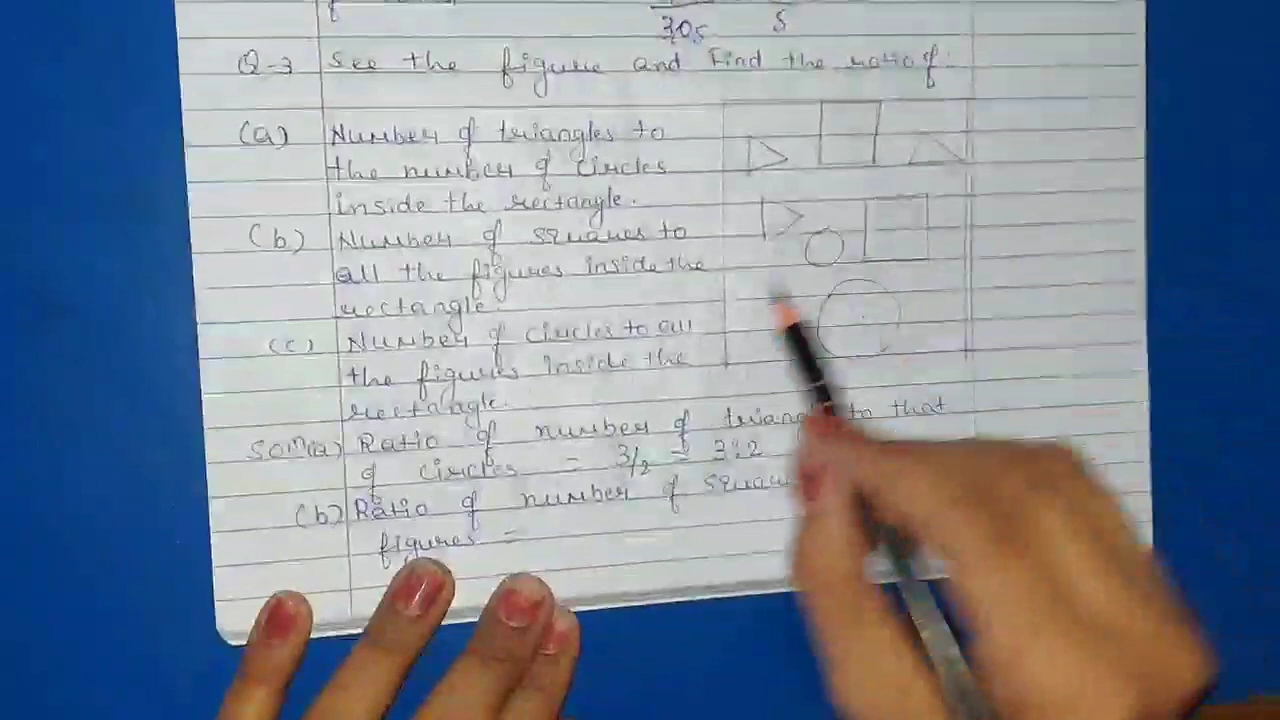 305 5
Q-3 See the figure and Find the ratio of:
(a) Number of triangles to
the number of circles
inside the rectangle.
(b) Number of squares to
all the figures inside the
rectangle.
(c) Number of circles to all
the figures inside the
rectangle.
Soln(a) Ratio of number of triangle to that
of circles = 3/2 = 3:2
(b) Ratio of number of square
figures =